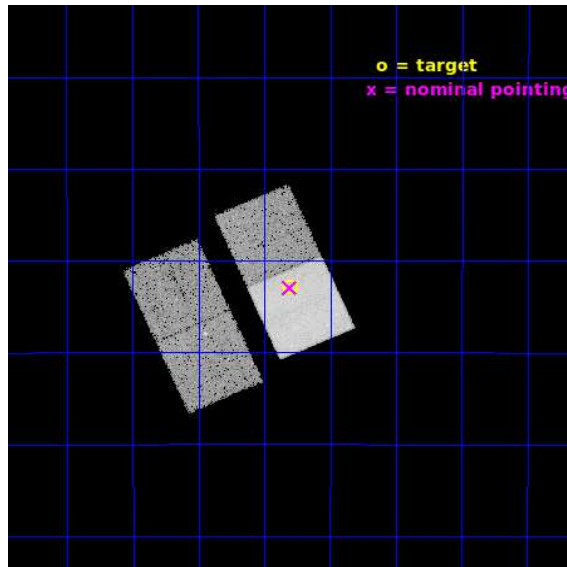 o = target
x = nominal pointing